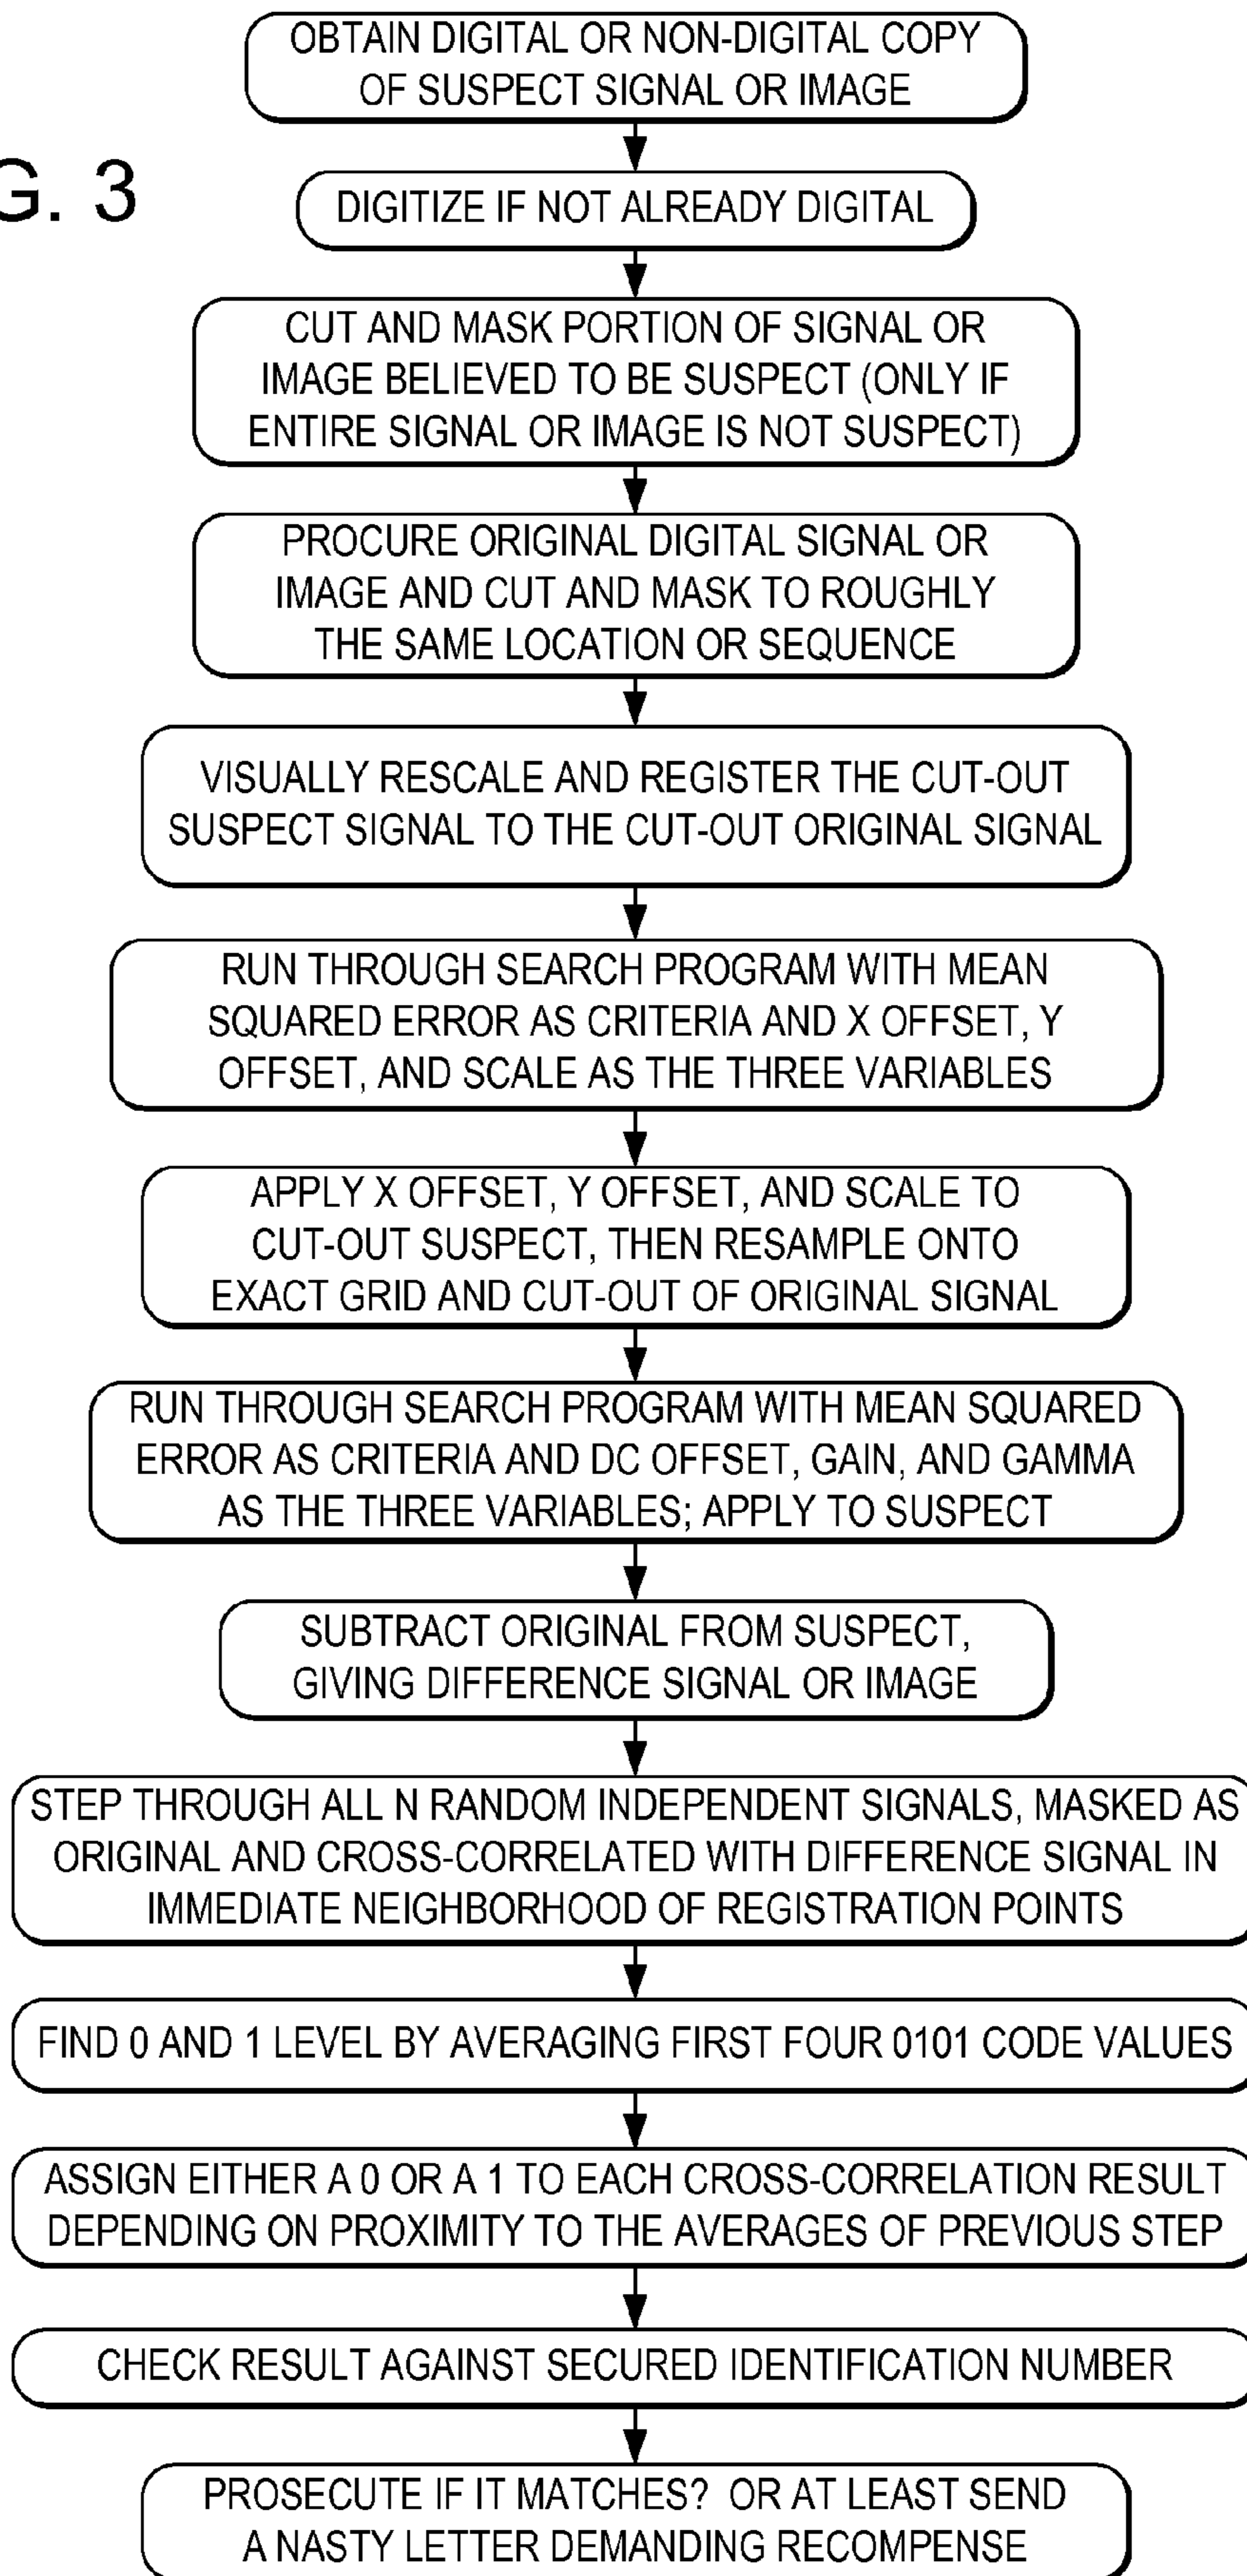 OBTAIN DIGITAL OR NON-DIGITAL COPY
OF SUSPECT SIGNAL OR IMAGE
G. 3
DIGITIZE IF NOT ALREADY DIGITAL
CUT AND MASK PORTION OF SIGNAL OR
IMAGE BELIEVED TO BE SUSPECT (ONLY IF
ENTIRE SIGNAL OR IMAGE IS NOT SUSPECT)
PROCURE ORIGINAL DIGITAL SIGNAL OR
IMAGE AND CUT AND MASK TO ROUGHLY
THE SAME LOCATION OR SEQUENCE
VISUALLY RESCALE AND REGISTER THE CUT-OUT
SUSPECT SIGNAL TO THE CUT-OUT ORIGINAL SIGNAL
RUN THROUGH SEARCH PROGRAM WITH MEAN
SQUARED ERROR AS CRITERIA AND X OFFSET, Y
OFFSET, AND SCALE AS THE THREE VARIABLES
APPLY X OFFSET, Y OFFSET, AND SCALE TO
CUT-OUT SUSPECT, THEN RESAMPLE ONTO
EXACT GRID AND CUT-OUT OF ORIGINAL SIGNAL
RUN THROUGH SEARCH PROGRAM WITH MEAN SQUARED
ERROR AS CRITERIA AND DC OFFSET, GAIN, AND GAMMA
AS THE THREE VARIABLES; APPLY TO SUSPECT
SUBTRACT ORIGINAL FROM SUSPECT,
GIVING DIFFERENCE SIGNAL OR IMAGE
STEP THROUGH ALL N RANDOM INDEPENDENT SIGNALS, MASKED AS
ORIGINAL AND CROSS-CORRELATED WITH DIFFERENCE SIGNAL IN
IMMEDIATE NEIGHBORHOOD OF REGISTRATION POINTS
FIND 0 AND 1 LEVEL BY AVERAGING FIRST FOUR 0101 CODE VALUES
ASSIGN EITHER A 0 OR A 1 TO EACH CROSS-CORRELATION RESULT
DEPENDING ON PROXIMITY TO THE AVERAGES OF PREVIOUS STEP
CHECK RESULT AGAINST SECURED IDENTIFICATION NUMBER
PROSECUTE IF IT MATCHES? OR AT LEAST SEND
A NASTY LETTER DEMANDING RECOMPENSE